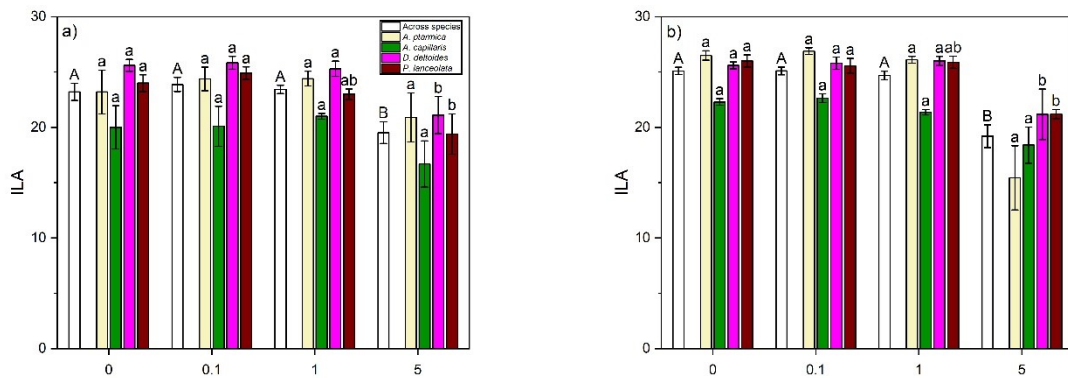 a)
Across species
A. ptarmica
A. capillaris
D. deltoides
P. lanceolata
ILA
30
20
10
0
A a a a a
A a a a a
A a a a ab
B a a b b
0 0.1 1 5
b)
ILA
30
20
10
0
A a a a a
A a a a a
A a a a ab
B a a b b
0 0.1 1 5